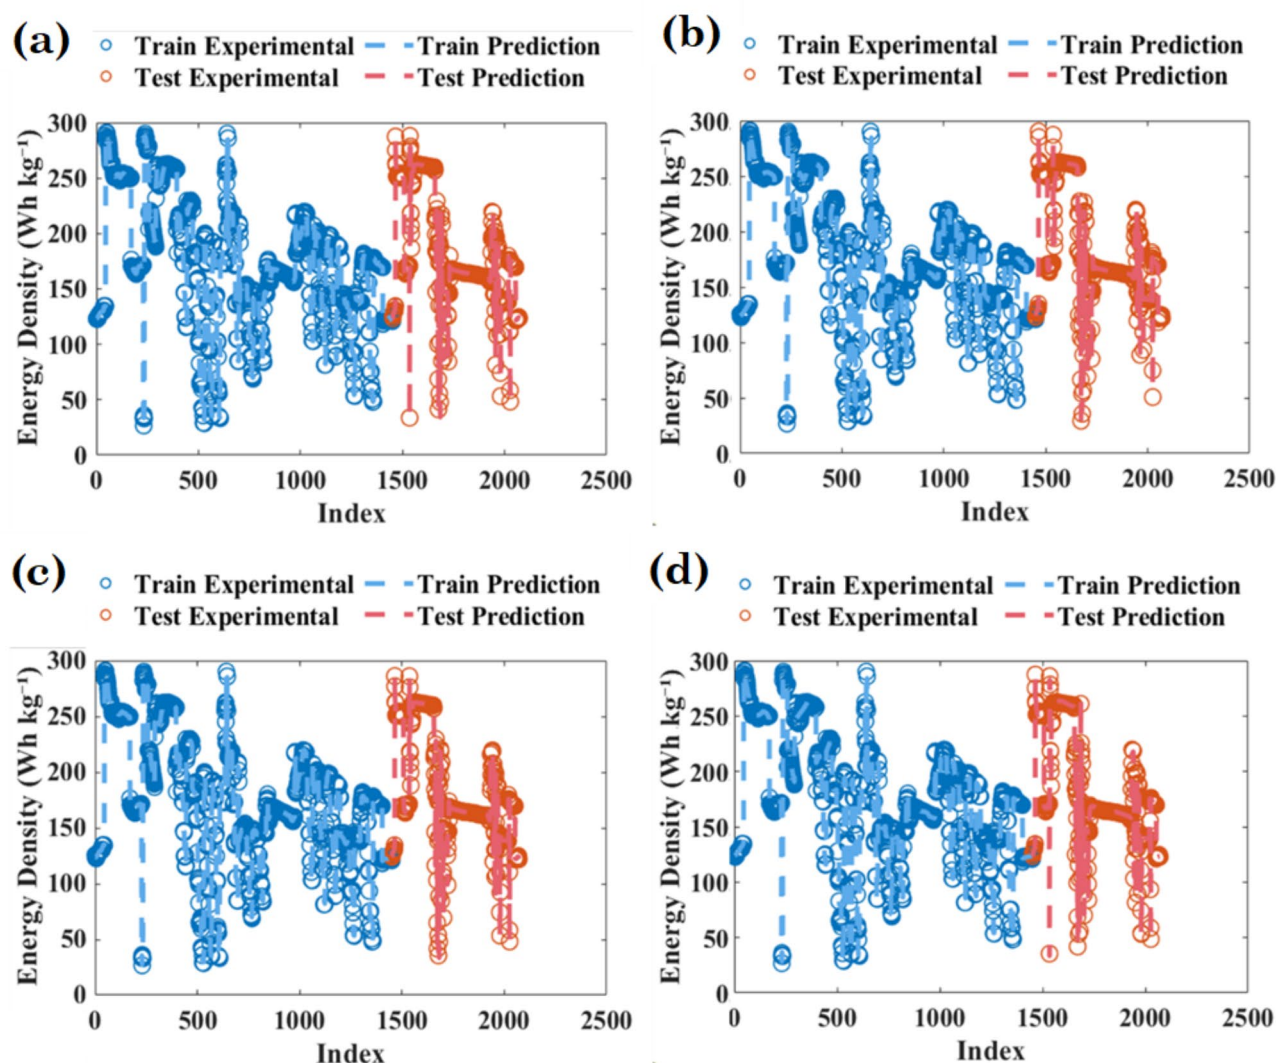 (a)
Train Experimental Train Prediction
Test Experimental Test Prediction
Energy Density (Wh kg⁻¹)
300
250
200
150
100
50
0
0 500 1000 1500 2000 2500
Index
(b)
Train Experimental Train Prediction
Test Experimental Test Prediction
Energy Density (Wh kg⁻¹)
300
250
200
150
100
50
0
0 500 1000 1500 2000 2500
Index
(c)
Train Experimental Train Prediction
Test Experimental Test Prediction
Energy Density (Wh kg⁻¹)
300
250
200
150
100
50
0
0 500 1000 1500 2000 2500
Index
(d)
Train Experimental Train Prediction
Test Experimental Test Prediction
Energy Density (Wh kg⁻¹)
300
250
200
150
100
50
0
0 500 1000 1500 2000 2500
Index